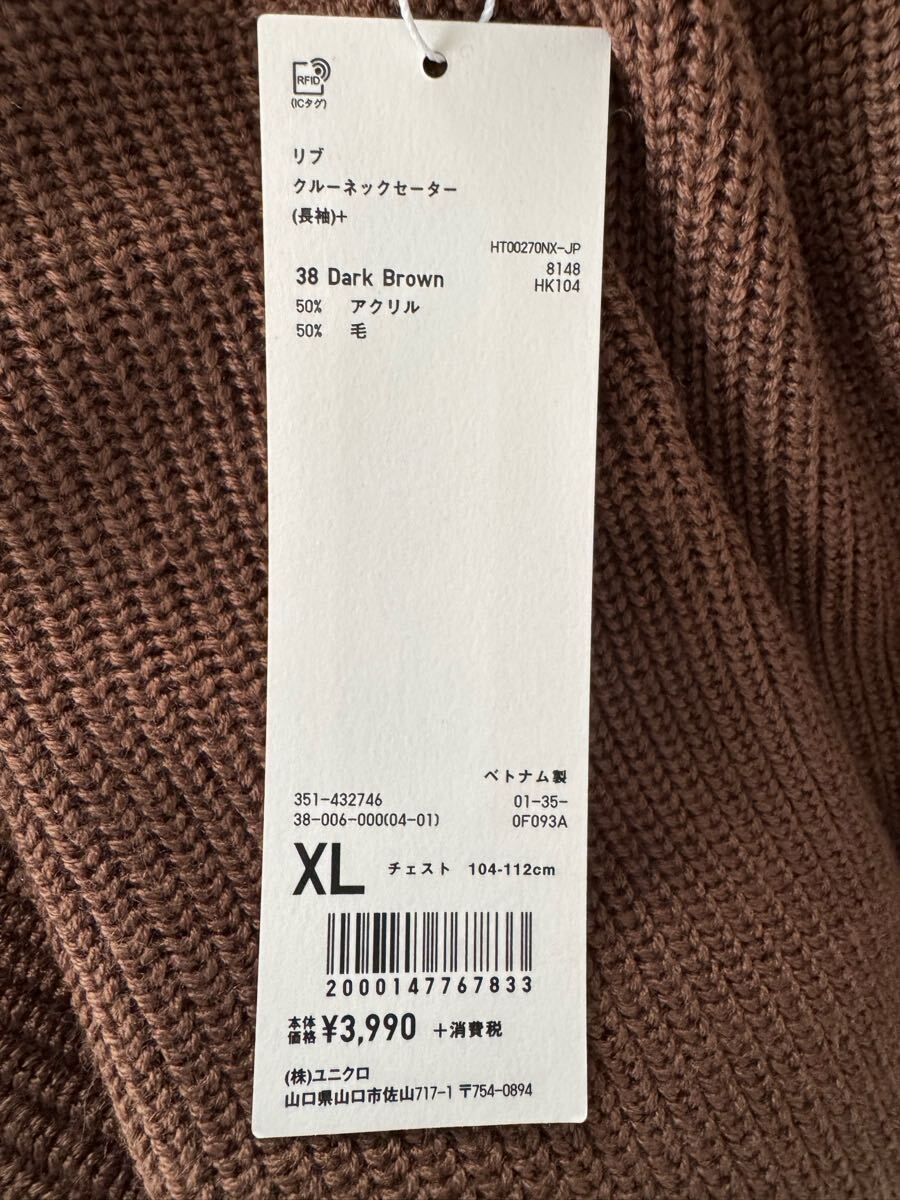 RFID
(ICタグ)
リブ
クルーネックセーター
(長袖)+
HT00270NX-JP
38 Dark Brown
8148
HK104
50% アクリル
50% 毛
ベトナム製
351-432746 01-35-
38-006-000(04-01) 0F093A
XL チェスト 104-112cm
2000147767833
本体価格 ¥3,990 +消費税
(株)ユニクロ
山口県山口市佐山717-1 〒754-0894